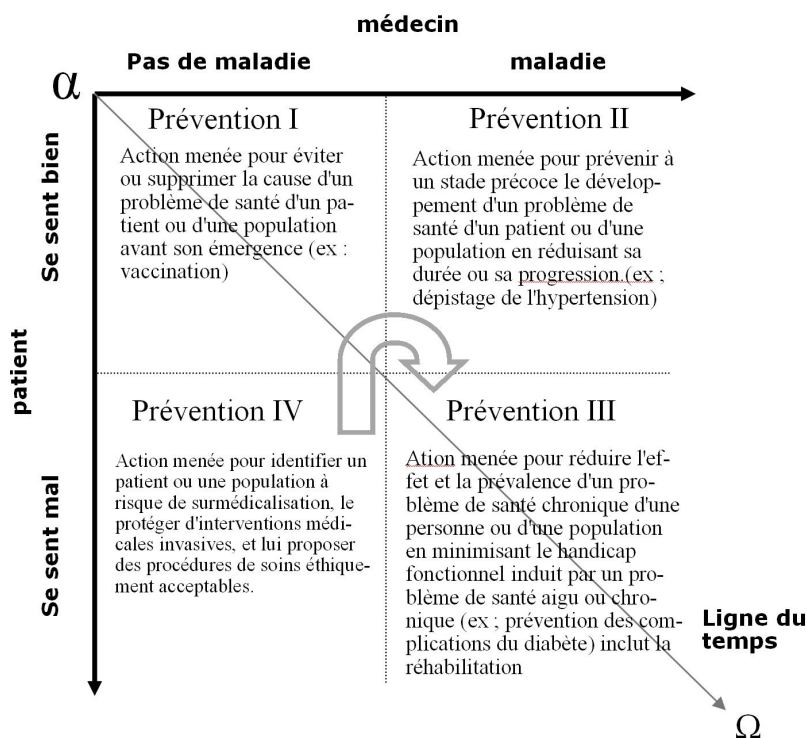 médecin
Pas de maladie
maladie
α
Se sent bien
Prévention I
Action menée pour éviter
ou supprimer la cause d'un
problème de santé d'un pa-
tient ou d'une population
avant son émergence (ex :
vaccination)
Prévention II
Action menée pour prévenir à
un stade précoce le dévelop-
pement d'un problème de
santé d'un patient ou d'une
population en réduisant sa
durée ou sa progression.(ex ;
dépistage de l'hypertension)
patient
Se sent mal
Prévention IV
Action menée pour identifier un
patient ou une population à
risque de surmédicalisation, le
protéger d'interventions médi-
cales invasives, et lui proposer
des procédures de soins éthique-
ment acceptables.
Prévention III
Ation menée pour réduire l'ef-
fet et la prévalence d'un pro-
blème de santé chronique d'une
personne ou d'une population
en minimisant le handicap
fonctionnel induit par un pro-
blème de santé aigu ou chro-
nique (ex ; prévention des com-
plications du diabète) inclut la
réhabilitation
Ligne du
temps
Ω